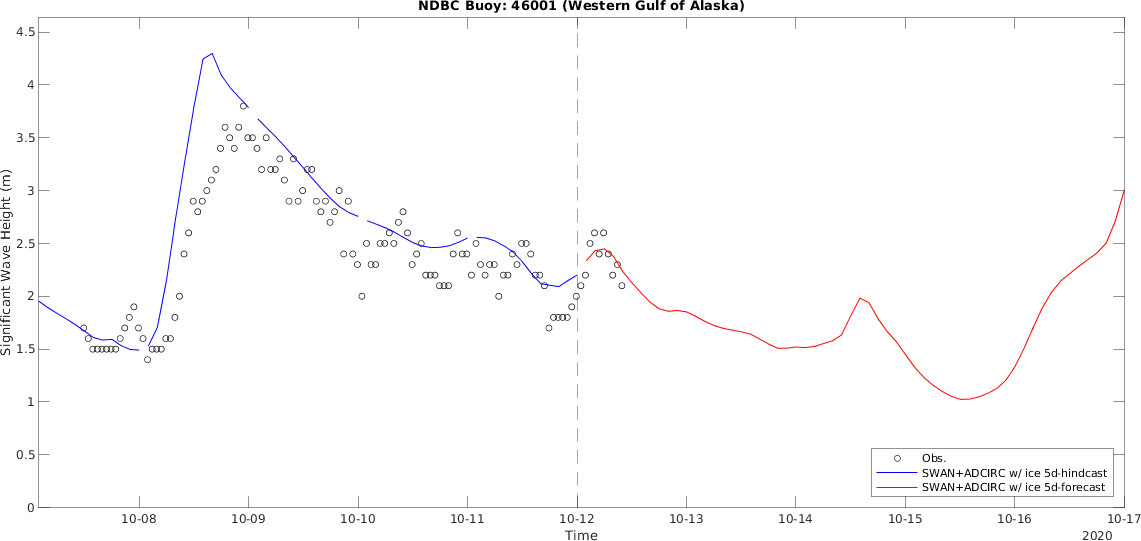 NDBC Buoy: 46001 (Western Gulf of Alaska)
4.5
4
3.5
3
2.5
2
1.5
1
0.5
0
Significant Wave Height (m)
Obs.
SWAN+ADCIRC w/ ice 5d-hindcast
SWAN+ADCIRC w/ ice 5d-forecast
10-08 10-09 10-10 10-11 10-12 10-13 10-14 10-15 10-16 10-17
Time
2020